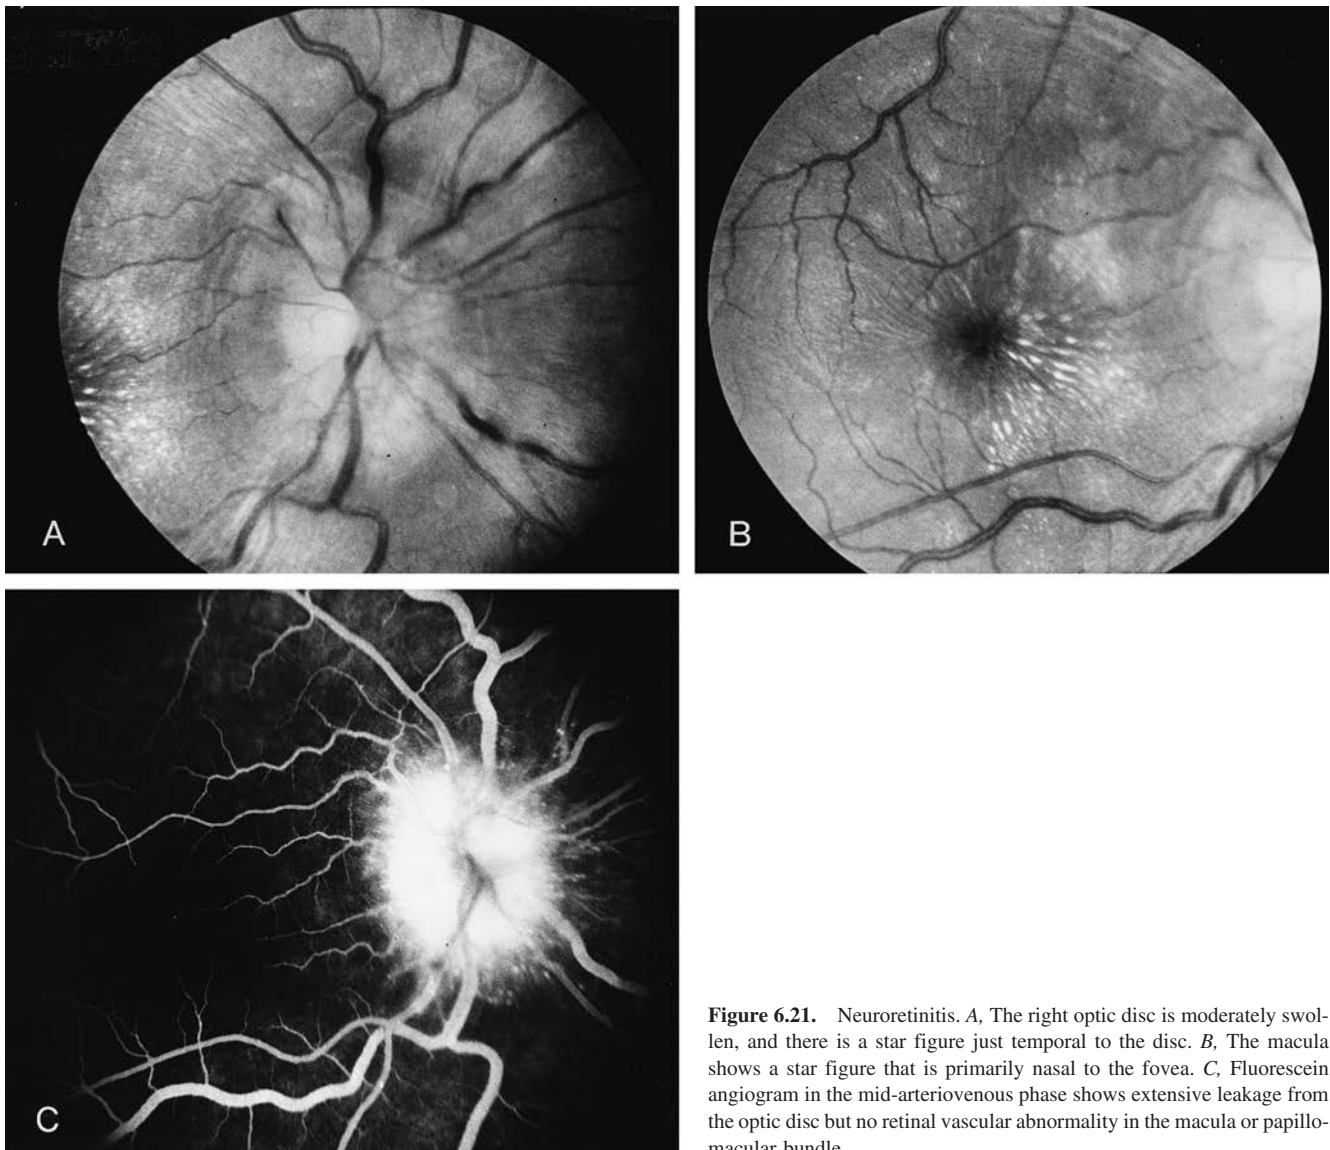 A
B
C
Figure 6.21. Neuroretinitis. A, The right optic disc is moderately swol-
len, and there is a star figure just temporal to the disc. B, The macula
shows a star figure that is primarily nasal to the fovea. C, Fluorescein
angiogram in the mid-arteriovenous phase shows extensive leakage from
the optic disc but no retinal vascular abnormality in the macula or papillo-
macular bundle.